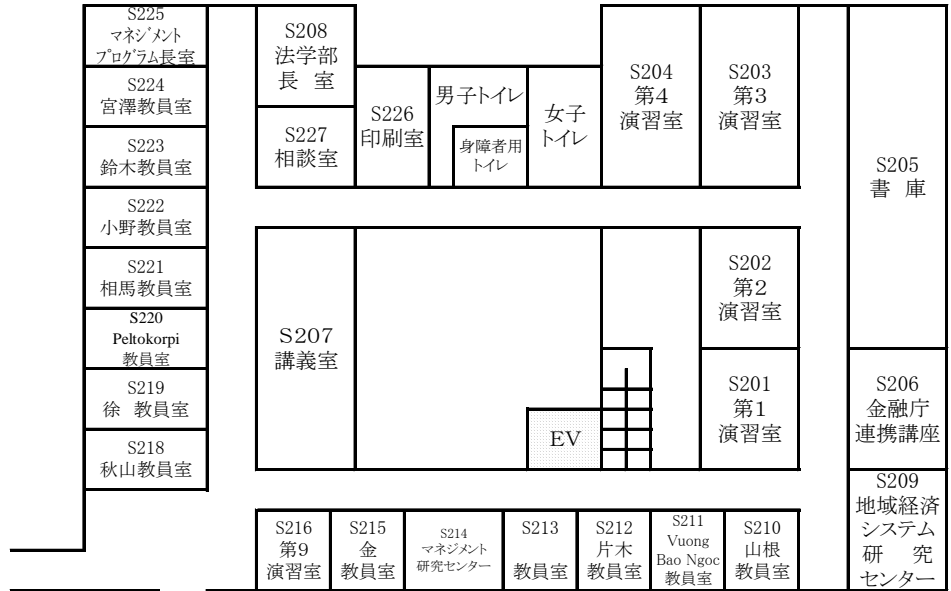 S225
マネジメント
プログラム長室
S224
宮澤教員室
S223
鈴木教員室
S222
小野教員室
S221
相馬教員室
S220
Peltokorpi
教員室
S219
徐 教員室
S218
秋山教員室
S208
法学部
長 室
S227
相談室
S226
印刷室
男子トイレ
身障者用
トイレ
女子
トイレ
S204
第4
演習室
S203
第3
演習室
S205
書 庫
S207
講義室
EV
S202
第2
演習室
S201
第1
演習室
S206
金融庁
連携講座
S209
地域経済
システム
研 究
センター
S216
第9
演習室
S215
金
教員室
S214
マネジメント
研究センター
S213
教員室
S212
片木
教員室
S211
Vuong
Bao Ngoc
教員室
S210
山根
教員室